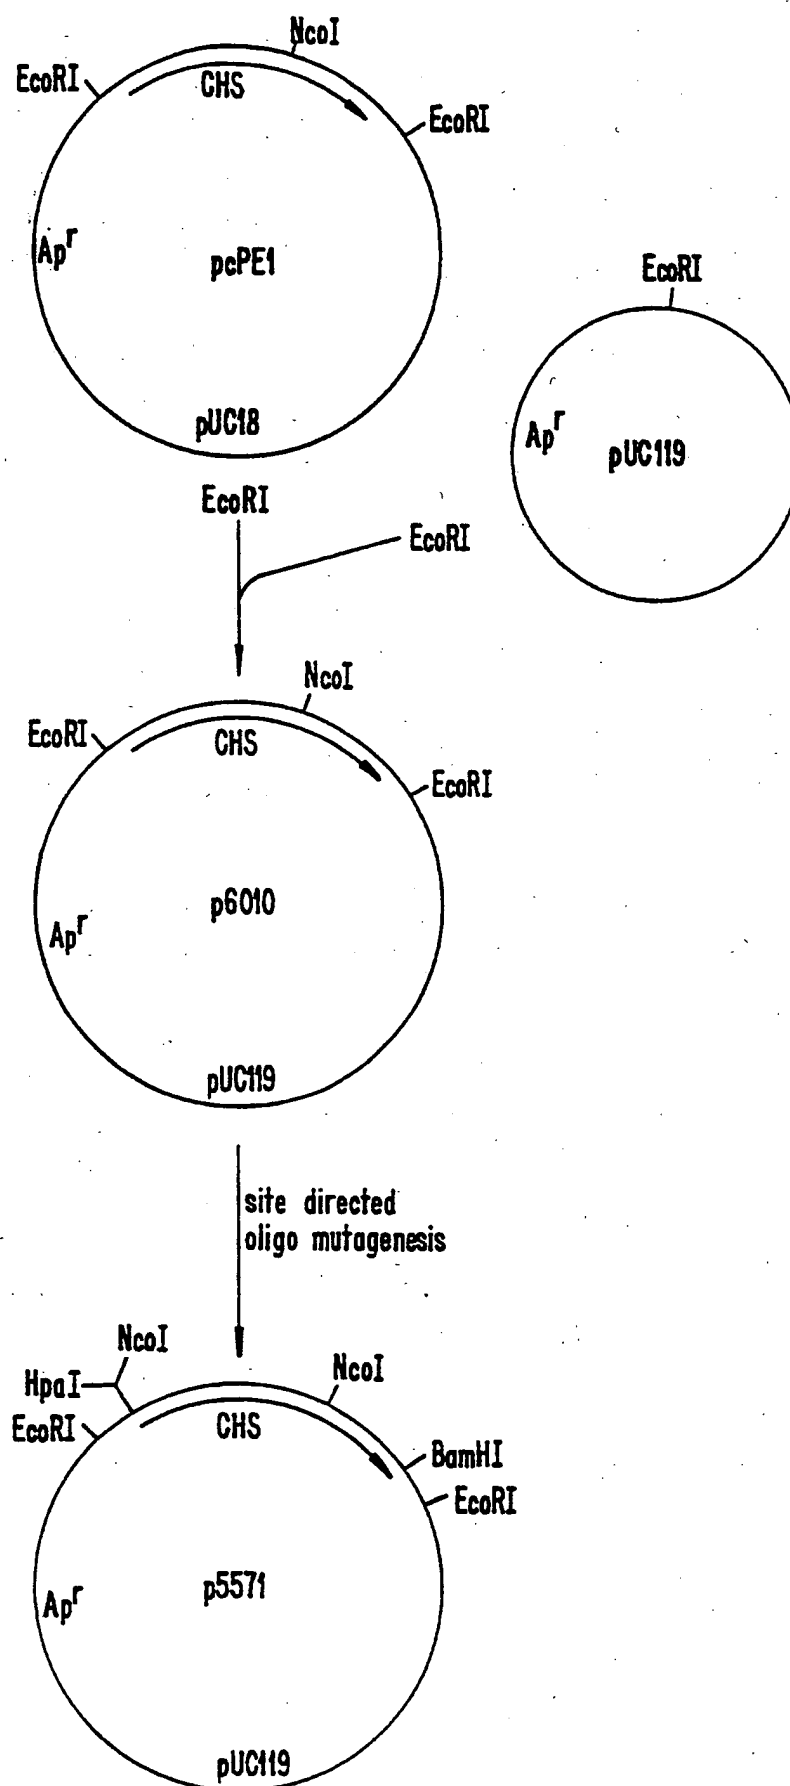 NcoI
EcoRI
CHS
EcoRI
Apr
pcPE1
pUC18
EcoRI
Apr
pUC119
EcoRI
EcoRI
NcoI
EcoRI
CHS
EcoRI
p6010
Apr
pUC119
site directed
oligo mutagenesis
NcoI
HpaI
NcoI
EcoRI
CHS
BamHI
EcoRI
p5571
Apr
pUC119